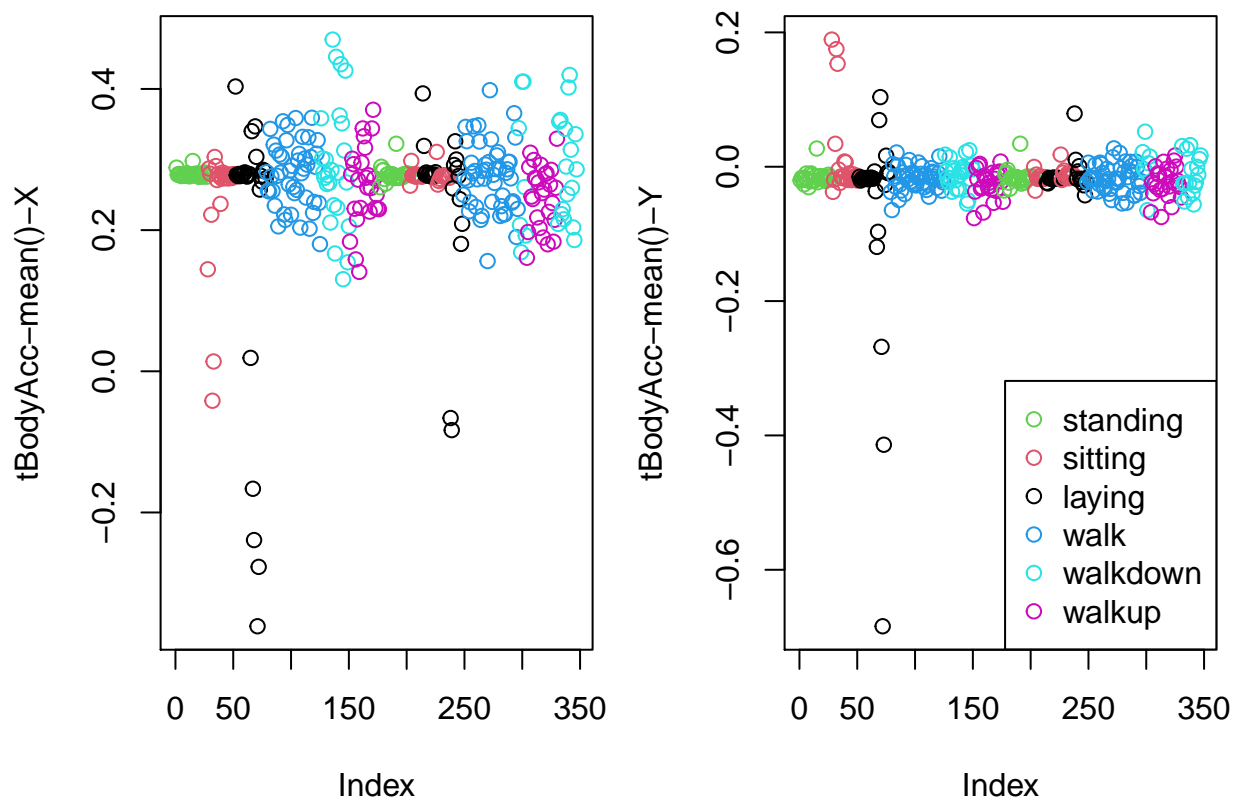 tBodyAcc−mean()−X
0.4
0.2
0.0
−0.2
0 50 150 250 350
Index
tBodyAcc−mean()−Y
0.2
0.0
−0.2
−0.4
−0.6
0 50 150 250 350
Index
standing
sitting
laying
walk
walkdown
walkup